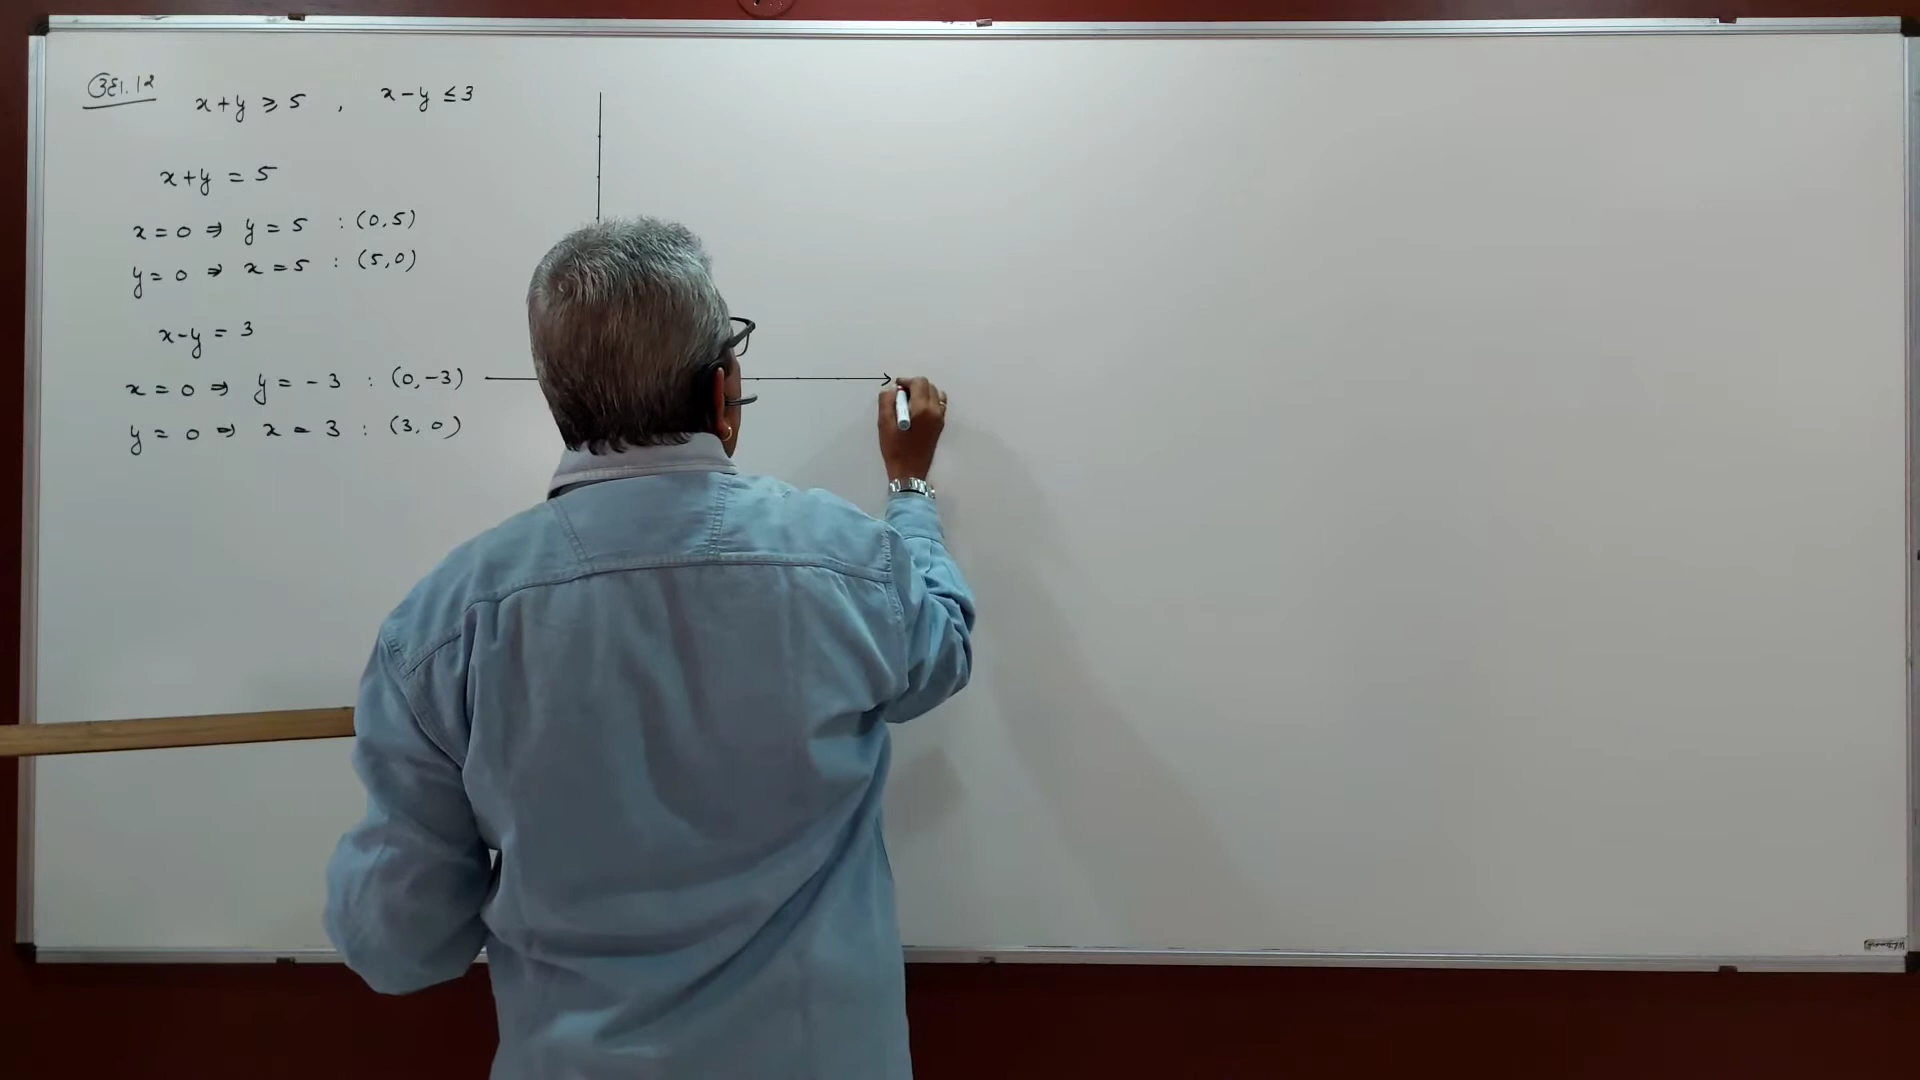 उदा.12 x+y ≥ 5 , x-y ≤ 3
x+y = 5
x = 0 ⇒ y = 5 : (0,5)
y = 0 ⇒ x = 5 : (5,0)
x-y = 3
x = 0 ⇒ y = -3 : (0,-3)
y = 0 ⇒ x = 3 : (3,0)